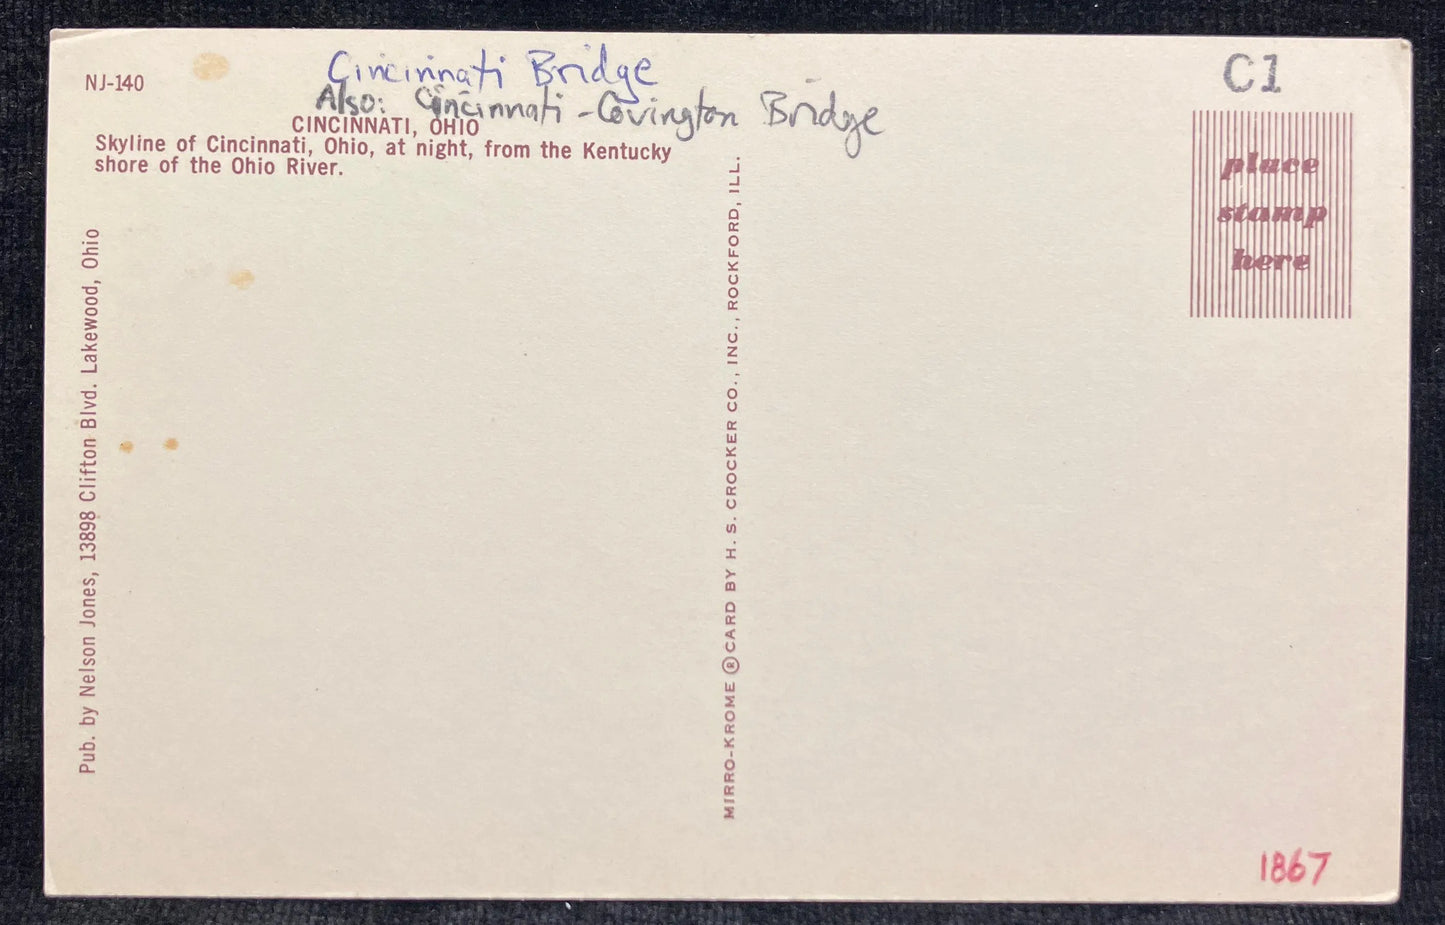 NJ-140
Cincinnati Bridge
Also: Cincinnati-Covington Bridge
CINCINNATI, OHIO
Skyline of Cincinnati, Ohio, at night, from the Kentucky
shore of the Ohio River.
Pub. by Nelson Jones, 13898 Clifton Blvd. Lakewood, Ohio
MIRRO-KROME ® CARD BY H. S. CROCKER CO., INC., ROCKFORD, ILL.
C1
place
stamp
here
1867